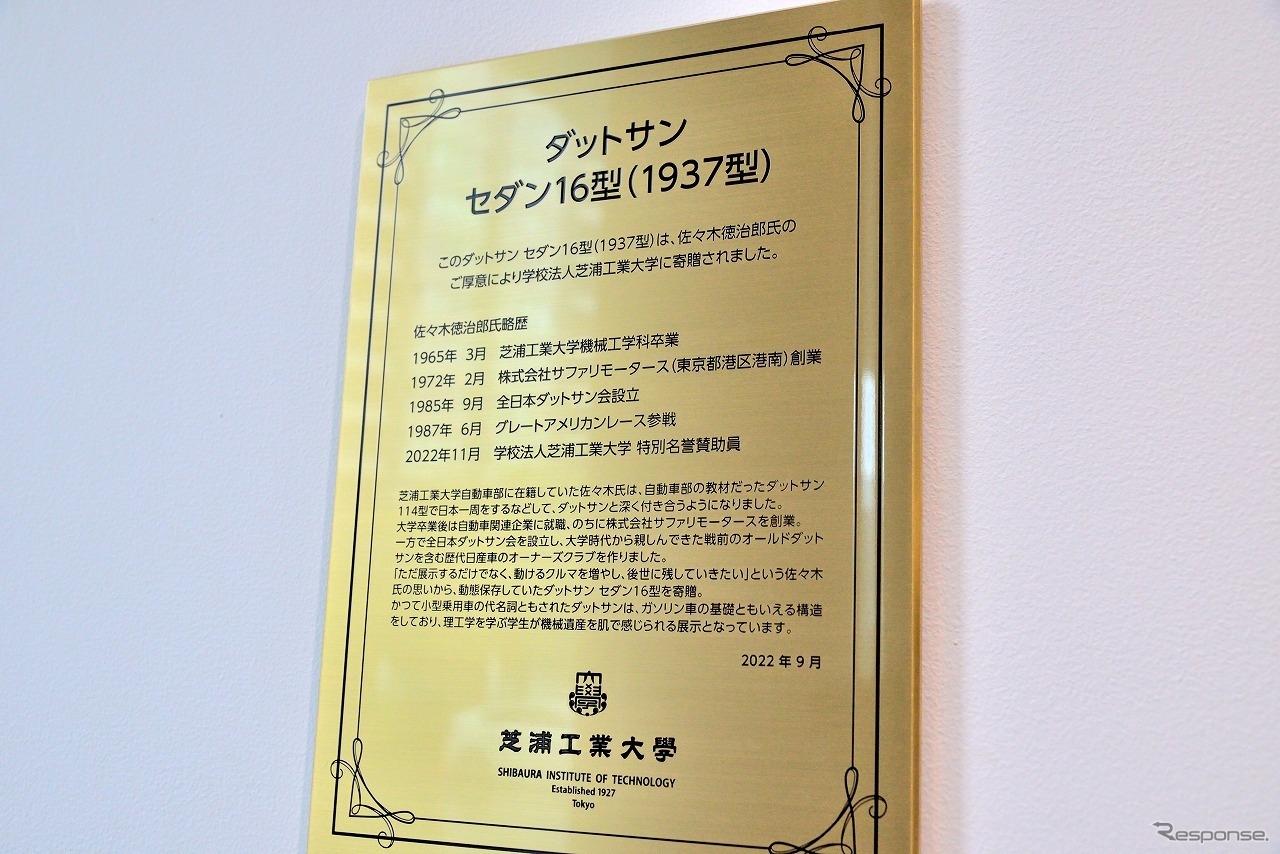 ダットサン
セダン16型(1937型)
このダットサン セダン16型(1937型)は、佐々木徳治郎氏の
ご厚意により学校法人芝浦工業大学に寄贈されました。
佐々木徳治郎氏略歴
1965年 3月 芝浦工業大学機械工学科卒業
1972年 2月 株式会社サファリモータース(東京都港区港南)創業
1985年 9月 全日本ダットサン会設立
1987年 6月 グレートアメリカンレース参戦
2022年11月 学校法人芝浦工業大学 特別名誉賛助員
芝浦工業大学自動車部に在籍していた佐々木氏は、自動車部の教材だったダットサン
114型で日本一周をするなどして、ダットサンと深く付き合うようになりました。
大学卒業後は自動車関連企業に就職、のちに株式会社サファリモータースを創業。
一方で全日本ダットサン会を設立し、大学時代から親しんできた戦前のオールドダット
サンを含む歴代日産車のオーナーズクラブを作りました。
「ただ展示するだけでなく、動けるクルマを増やし、後世に残していきたい」という佐々木
氏の思いから、動態保存していたダットサン セダン16型を寄贈。
かつて小型乗用車の代名詞ともされたダットサンは、ガソリン車の基礎ともいえる構造
をしており、理工学を学ぶ学生が機械遺産を肌で感じられる展示となっています。
2022年9月
大學
芝浦工業大學
SHIBAURA INSTITUTE OF TECHNOLOGY
Established 1927
Tokyo
Response.